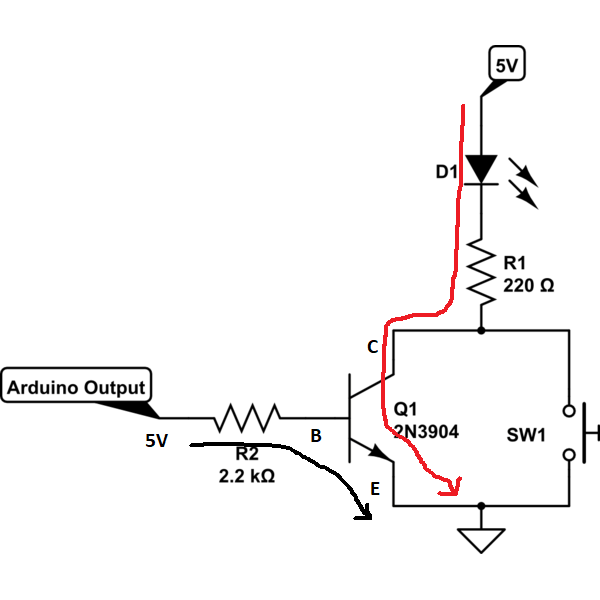 5V
D1
R1
220 Ω
C
Arduino Output
Q1
2N3904
SW1
5V
B
R2
2.2 kΩ
E